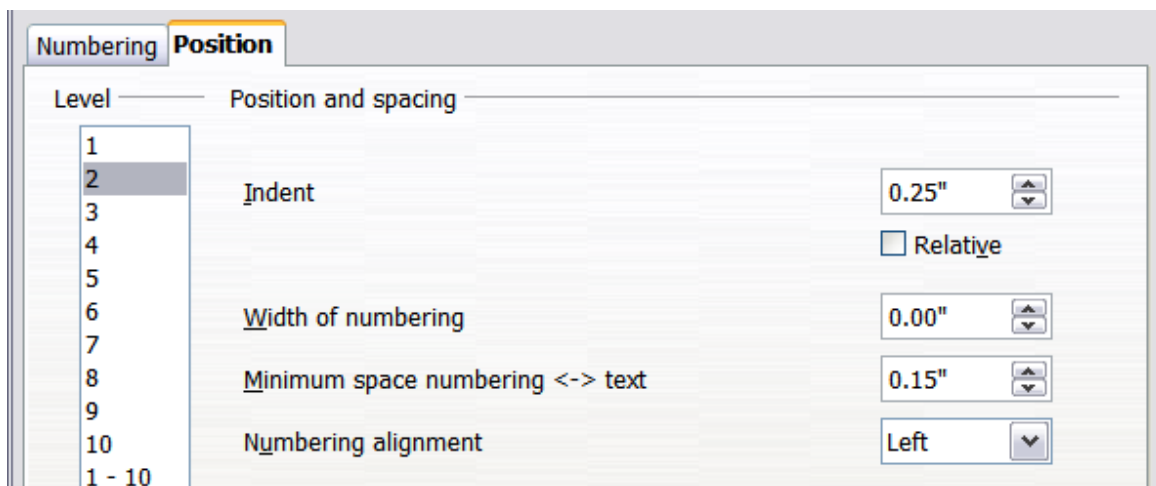 Numbering Position
Level Position and spacing
1
2
Indent 0.25"
3
4
Relative
5
6
Width of numbering 0.00"
7
8
Minimum space numbering <-> text 0.15"
9
10
Numbering alignment Left
1 - 10